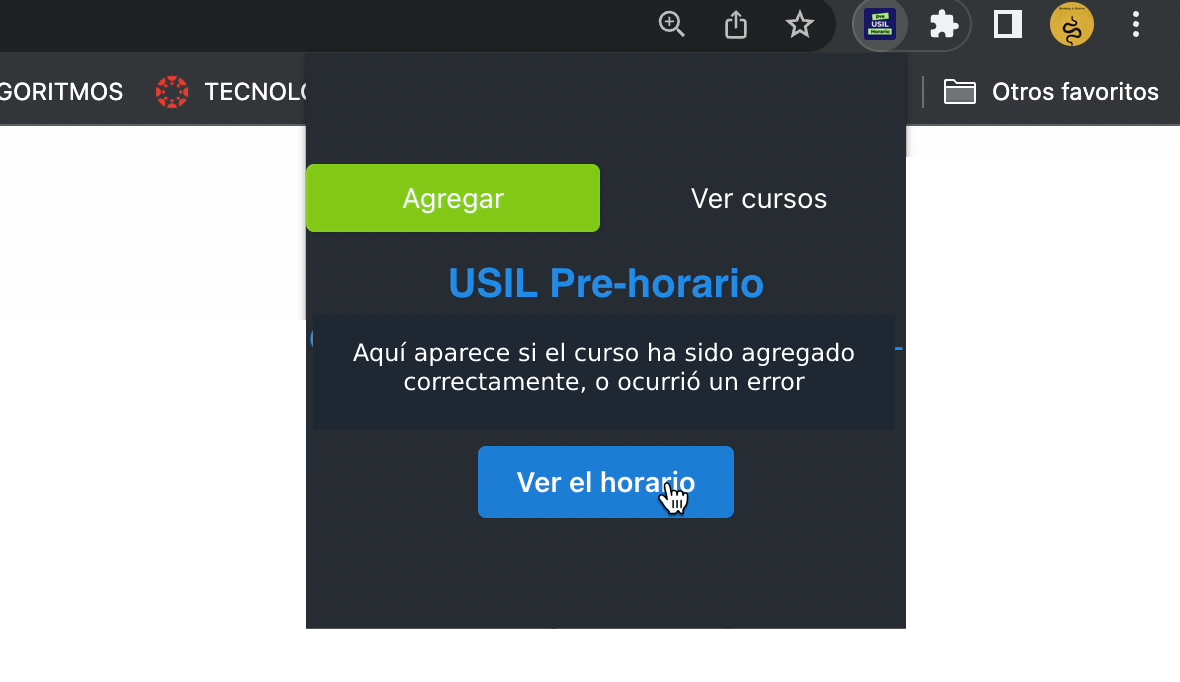 Pre
USIL
Horario
GORITMOS
TECNOLO
Otros favoritos
Agregar
Ver cursos
USIL Pre-horario
Aquí aparece si el curso ha sido agregado
correctamente, o ocurrió un error
Ver el horario